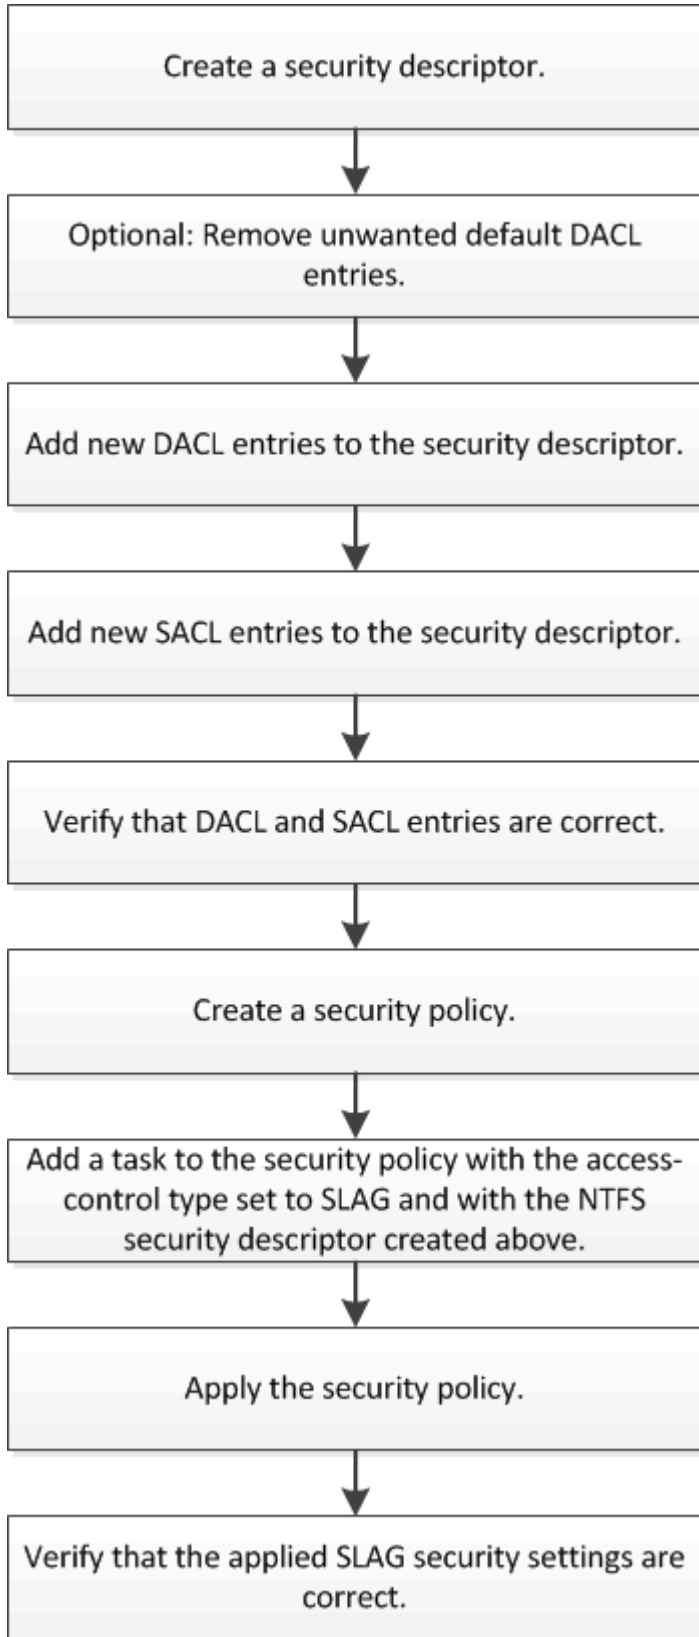 Create a security descriptor.
Optional: Remove unwanted default DACL
entries.
Add new DACL entries to the security descriptor.
Add new SACL entries to the security descriptor.
Verify that DACL and SACL entries are correct.
Create a security policy.
Add a task to the security policy with the access-
control type set to SLAG and with the NTFS
security descriptor created above.
Apply the security policy.
Verify that the applied SLAG security settings are
correct.